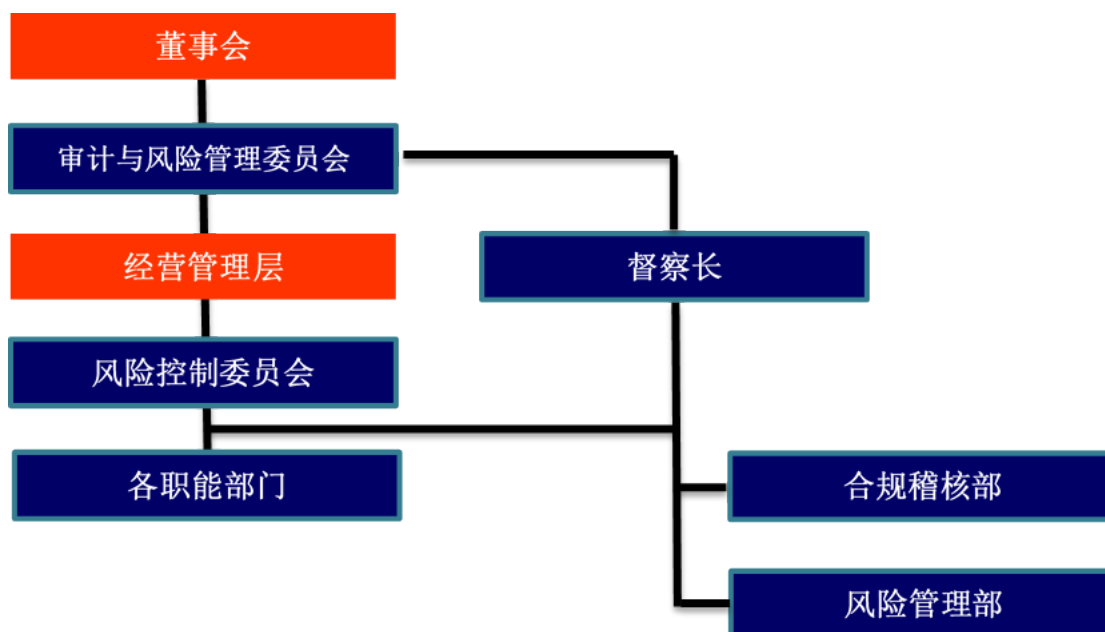 董事会
审计与风险管理委员会
经营管理层
督察长
风险控制委员会
各职能部门
合规稽核部
风险管理部